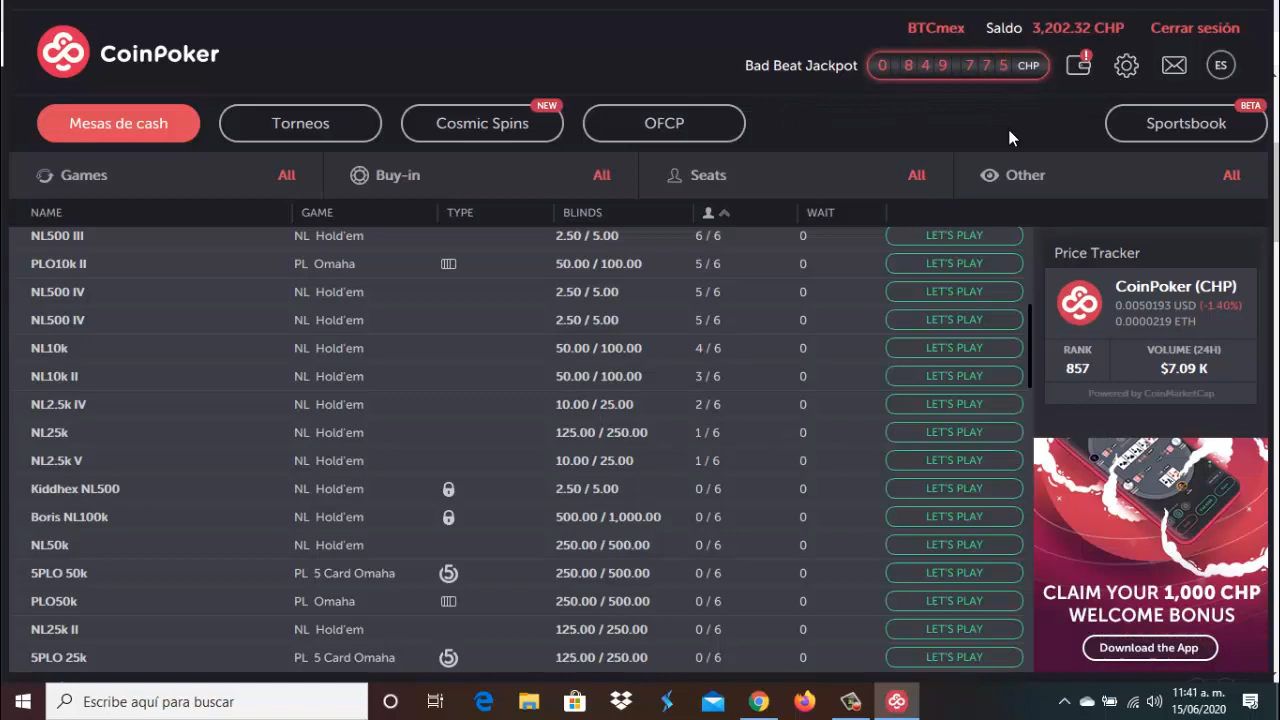 CoinPoker
BTCmex Saldo 3,202.32 CHP Cerrar sesión
Bad Beat Jackpot 0 849 775 CHP ! ES
Mesas de cash Torneos Cosmic Spins NEW OFCP Sportsbook BETA
Games All Buy-in All Seats All Other All
NAME GAME TYPE BLINDS WAIT
NL500 III NL Hold'em 2.50 / 5.00 6 / 6 0 LET'S PLAY
PLO10k II PL Omaha 50.00 / 100.00 5 / 6 0 LET'S PLAY
NL500 IV NL Hold'em 2.50 / 5.00 5 / 6 0 LET'S PLAY
NL500 IV NL Hold'em 2.50 / 5.00 5 / 6 0 LET'S PLAY
NL10k NL Hold'em 50.00 / 100.00 4 / 6 0 LET'S PLAY
NL10k II NL Hold'em 50.00 / 100.00 3 / 6 0 LET'S PLAY
NL2.5k IV NL Hold'em 10.00 / 25.00 2 / 6 0 LET'S PLAY
NL25k NL Hold'em 125.00 / 250.00 1 / 6 0 LET'S PLAY
NL2.5k V NL Hold'em 10.00 / 25.00 1 / 6 0 LET'S PLAY
Kiddhex NL500 NL Hold'em 2.50 / 5.00 0 / 6 0 LET'S PLAY
Boris NL100k NL Hold'em 500.00 / 1,000.00 0 / 6 0 LET'S PLAY
NL50k NL Hold'em 250.00 / 500.00 0 / 6 0 LET'S PLAY
5PLO 50k PL 5 Card Omaha 5 250.00 / 500.00 0 / 6 0 LET'S PLAY
PLO50k PL Omaha 250.00 / 500.00 0 / 6 0 LET'S PLAY
NL25k II NL Hold'em 125.00 / 250.00 0 / 6 0 LET'S PLAY
5PLO 25k PL 5 Card Omaha 5 125.00 / 250.00 0 / 6 0 LET'S PLAY
Price Tracker
CoinPoker (CHP)
0.0050193 USD (-1.40%)
0.0000219 ETH
RANK VOLUME (24H)
857 $7.09 K
Powered by CoinMarketCap
CLAIM YOUR 1,000 CHP
WELCOME BONUS
Download the App
Escribe aquí para buscar
11:41 a. m.
15/06/2020